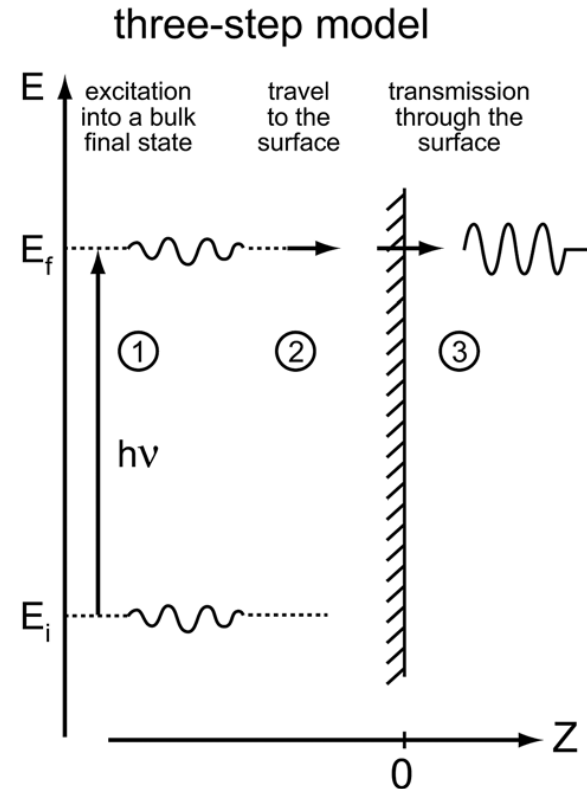 three-step model
E
excitation
into a bulk
final state
travel
to the
surface
transmission
through the
surface
E_f
1
2
3
hν
E_i
Z
0